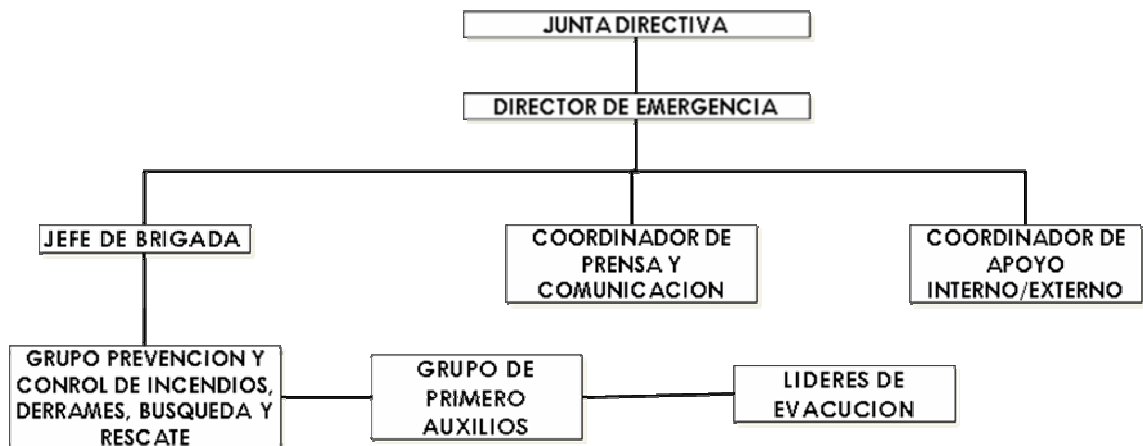 JUNTA DIRECTIVA
DIRECTOR DE EMERGENCIA
JEFE DE BRIGADA
COORDINADOR DE
PRENSA Y
COMUNICACION
COORDINADOR DE
APOYO
INTERNO/EXTERNO
GRUPO PREVENCION Y
CONROL DE INCENDIOS,
DERRAMES, BUSQUEDA Y
RESCATE
GRUPO DE
PRIMERO
AUXILIOS
LIDERES DE
EVACUCION